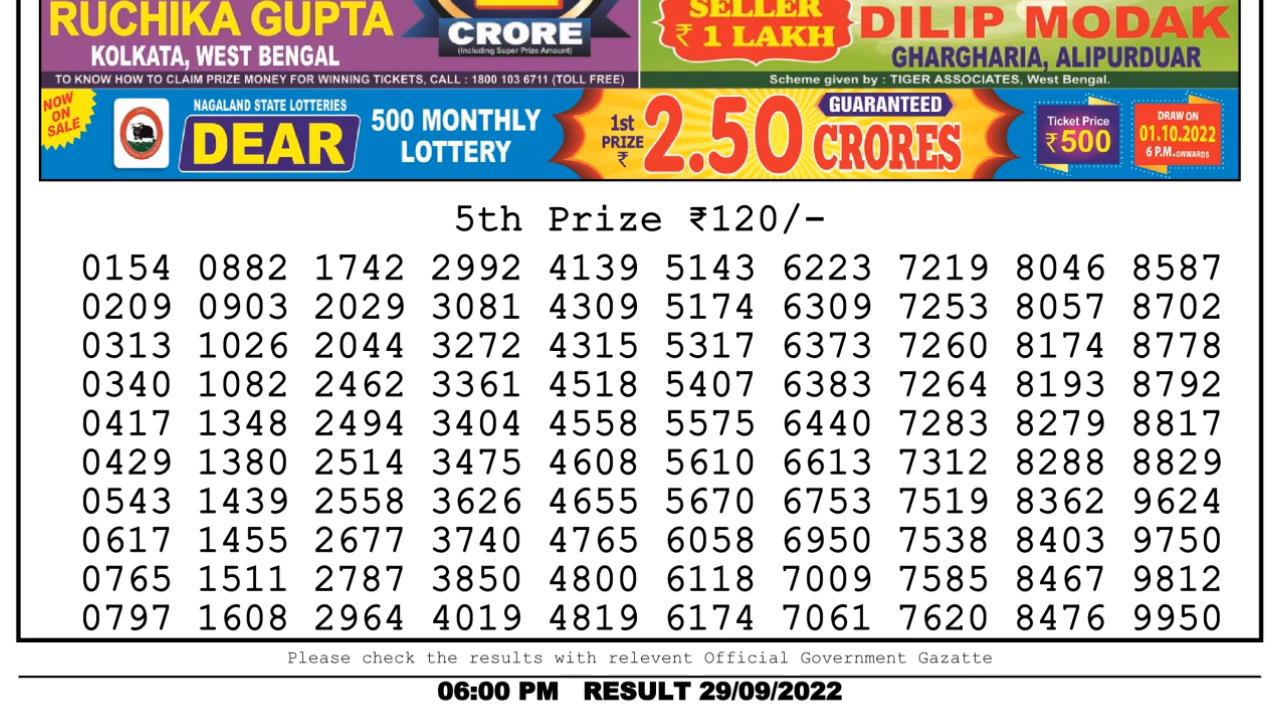 RUCHIKA GUPTA
KOLKATA, WEST BENGAL
CRORE
(Including Super Prize Amount)
SELLER
₹ 1 LAKH
DILIP MODAK
GHARGHARIA, ALIPURDUAR
TO KNOW HOW TO CLAIM PRIZE MONEY FOR WINNING TICKETS, CALL : 1800 103 6711 (TOLL FREE)
Scheme given by : TIGER ASSOCIATES, West Bengal.
NOW
ON
SALE
NAGALAND STATE LOTTERIES
DEAR
500 MONTHLY
LOTTERY
1st
PRIZE
₹
2.50
GUARANTEED
CRORES
Ticket Price
₹500
DRAW ON
01.10.2022
6 P.M.ONWARDS
5th Prize ₹120/-
0154 0882 1742 2992 4139 5143 6223 7219 8046 8587
0209 0903 2029 3081 4309 5174 6309 7253 8057 8702
0313 1026 2044 3272 4315 5317 6373 7260 8174 8778
0340 1082 2462 3361 4518 5407 6383 7264 8193 8792
0417 1348 2494 3404 4558 5575 6440 7283 8279 8817
0429 1380 2514 3475 4608 5610 6613 7312 8288 8829
0543 1439 2558 3626 4655 5670 6753 7519 8362 9624
0617 1455 2677 3740 4765 6058 6950 7538 8403 9750
0765 1511 2787 3850 4800 6118 7009 7585 8467 9812
0797 1608 2964 4019 4819 6174 7061 7620 8476 9950
Please check the results with relevent Official Government Gazatte
06:00 PM RESULT 29/09/2022